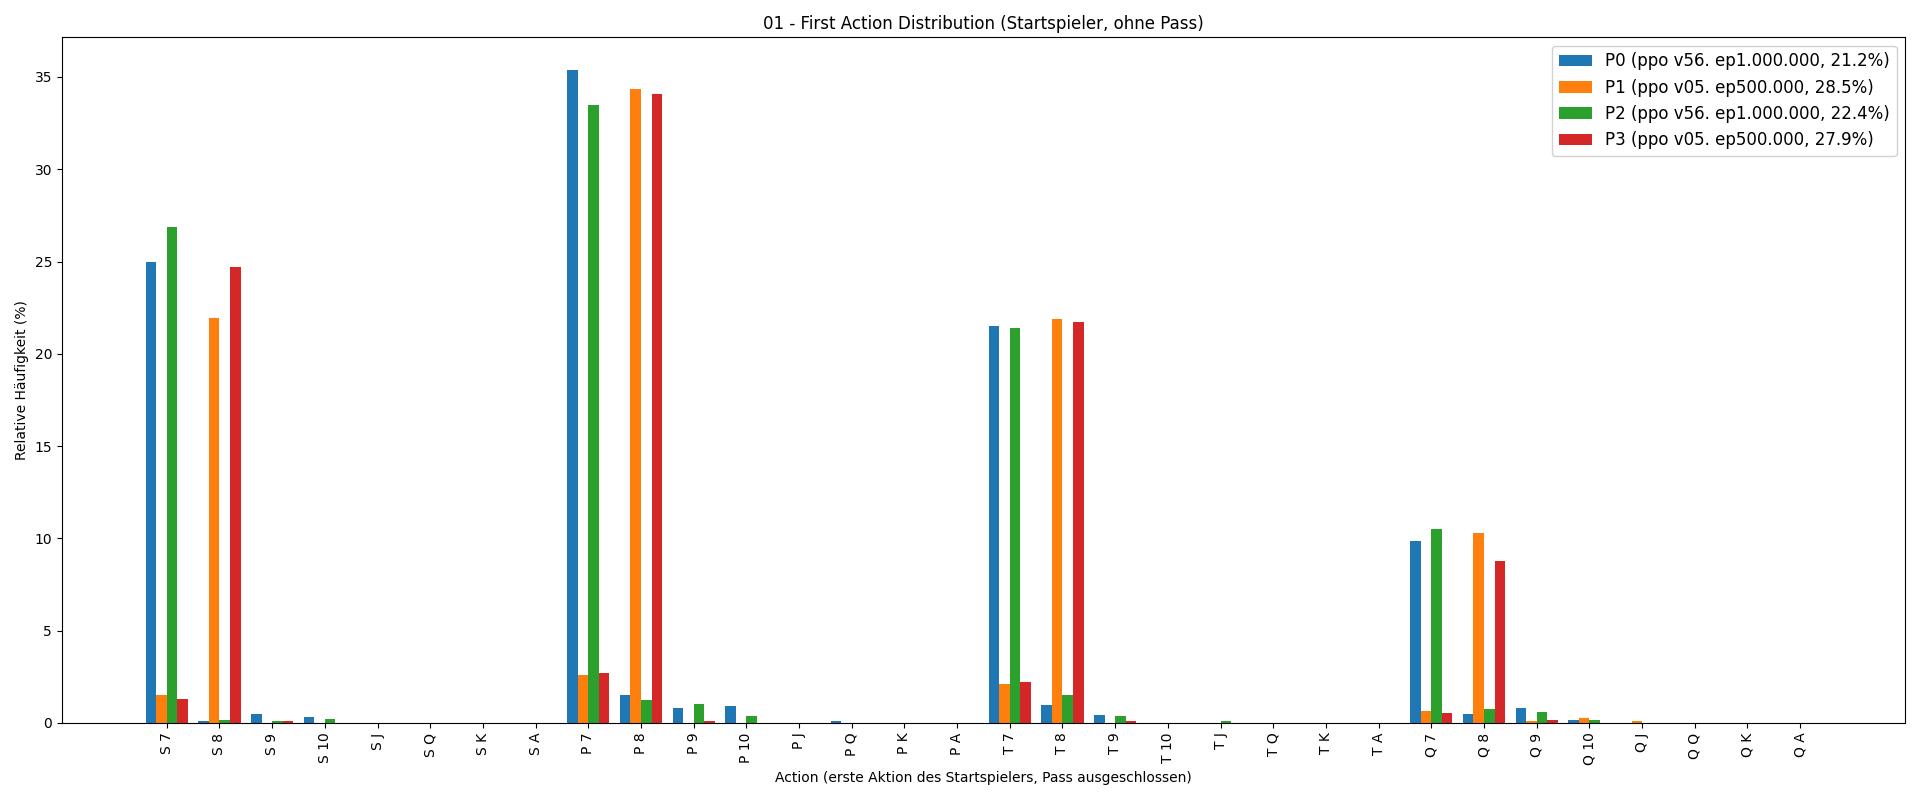 01 - First Action Distribution (Startspieler, ohne Pass)
P0 (ppo v56. ep1.000.000, 21.2%)
P1 (ppo v05. ep500.000, 28.5%)
P2 (ppo v56. ep1.000.000, 22.4%)
P3 (ppo v05. ep500.000, 27.9%)
Relative Häufigkeit (%)
35
30
25
20
15
10
5
0
S 7
S 8
S 9
S 10
S J
S Q
S K
S A
P 7
P 8
P 9
P 10
P J
P Q
P K
P A
T 7
T 8
T 9
T 10
T J
T Q
T K
T A
Q 7
Q 8
Q 9
Q 10
Q J
Q Q
Q K
Q A
Action (erste Aktion des Startspielers, Pass ausgeschlossen)